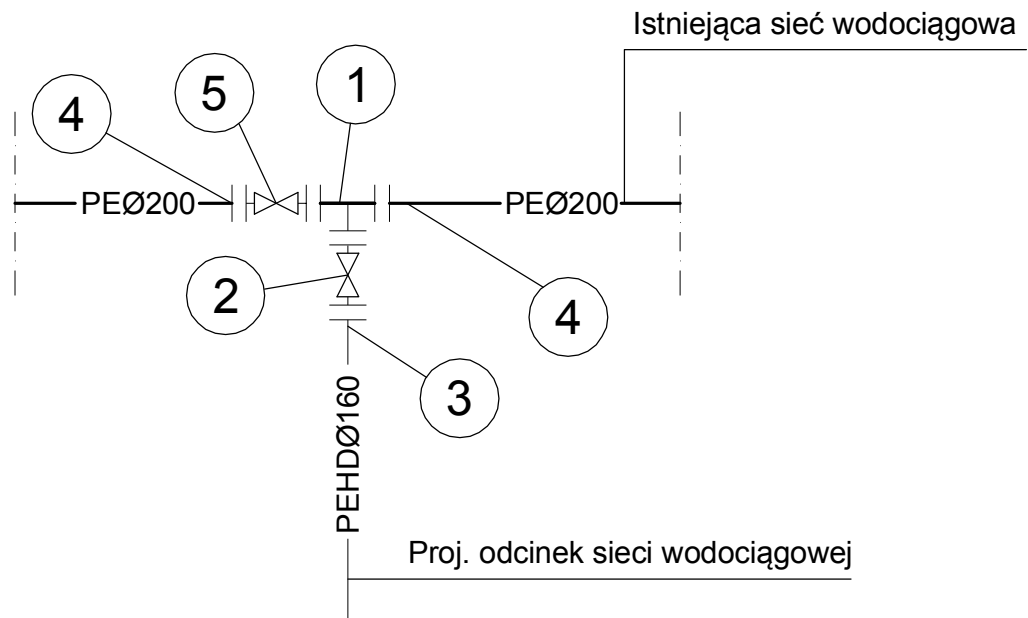 Istniejąca sieć wodociągowa
1
5
4
PEØ200
PEØ200
2
4
3
PEHDØ160
Proj. odcinek sieci wodociągowej